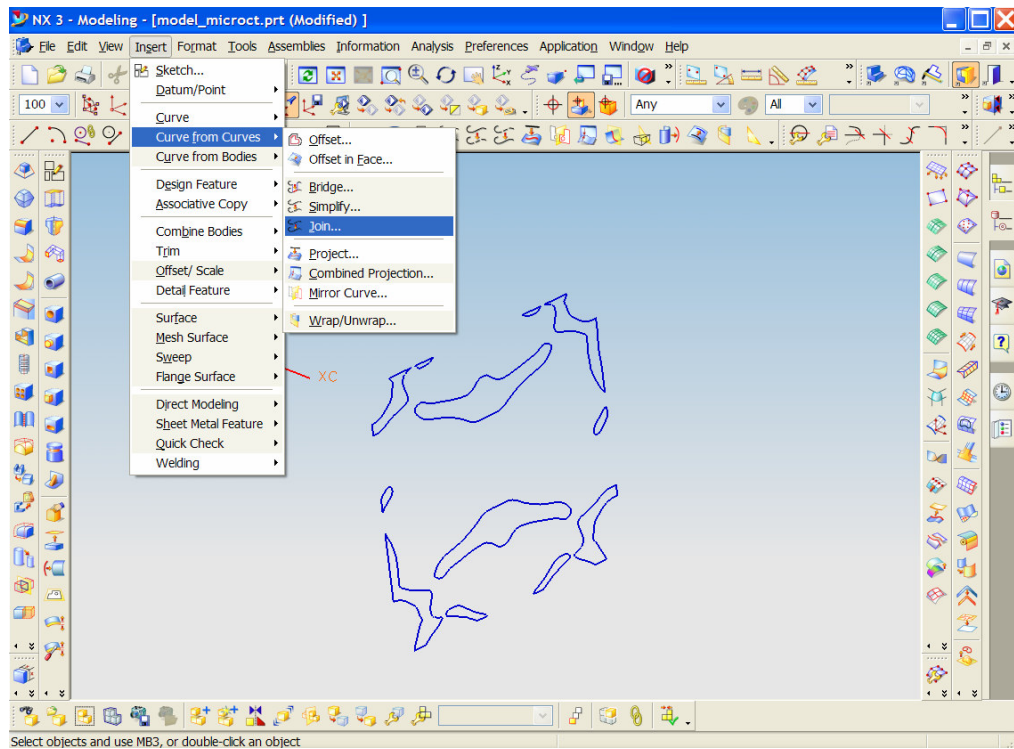 NX 3 - Modeling - [model_microct.prt (Modified) ]
File Edit View Insert Format Tools Assemblies Information Analysis Preferences Application Window Help
100
Any
All
Sketch...
Datum/Point
Curve
Curve from Curves
Curve from Bodies
Design Feature
Associative Copy
Combine Bodies
Trim
Offset/ Scale
Detail Feature
Surface
Mesh Surface
Sweep
Flange Surface
Direct Modeling
Sheet Metal Feature
Quick Check
Welding
Offset...
Offset in Face...
Bridge...
Simplify...
Join...
Project...
Combined Projection...
Mirror Curve...
Wrap/Unwrap...
XC
Select objects and use MB3, or double-click an object